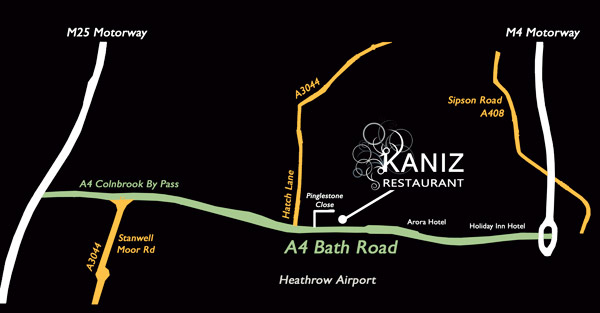 M25 Motorway
M4 Motorway
A3044
Sipson Road
A408
KANIZ
RESTAURANT
A4 Colnbrook By Pass
Hatch Lane
Pinglestone
Close
Arora Hotel
Holiday Inn Hotel
Stanwell
Moor Rd
A3044
A4 Bath Road
Heathrow Airport